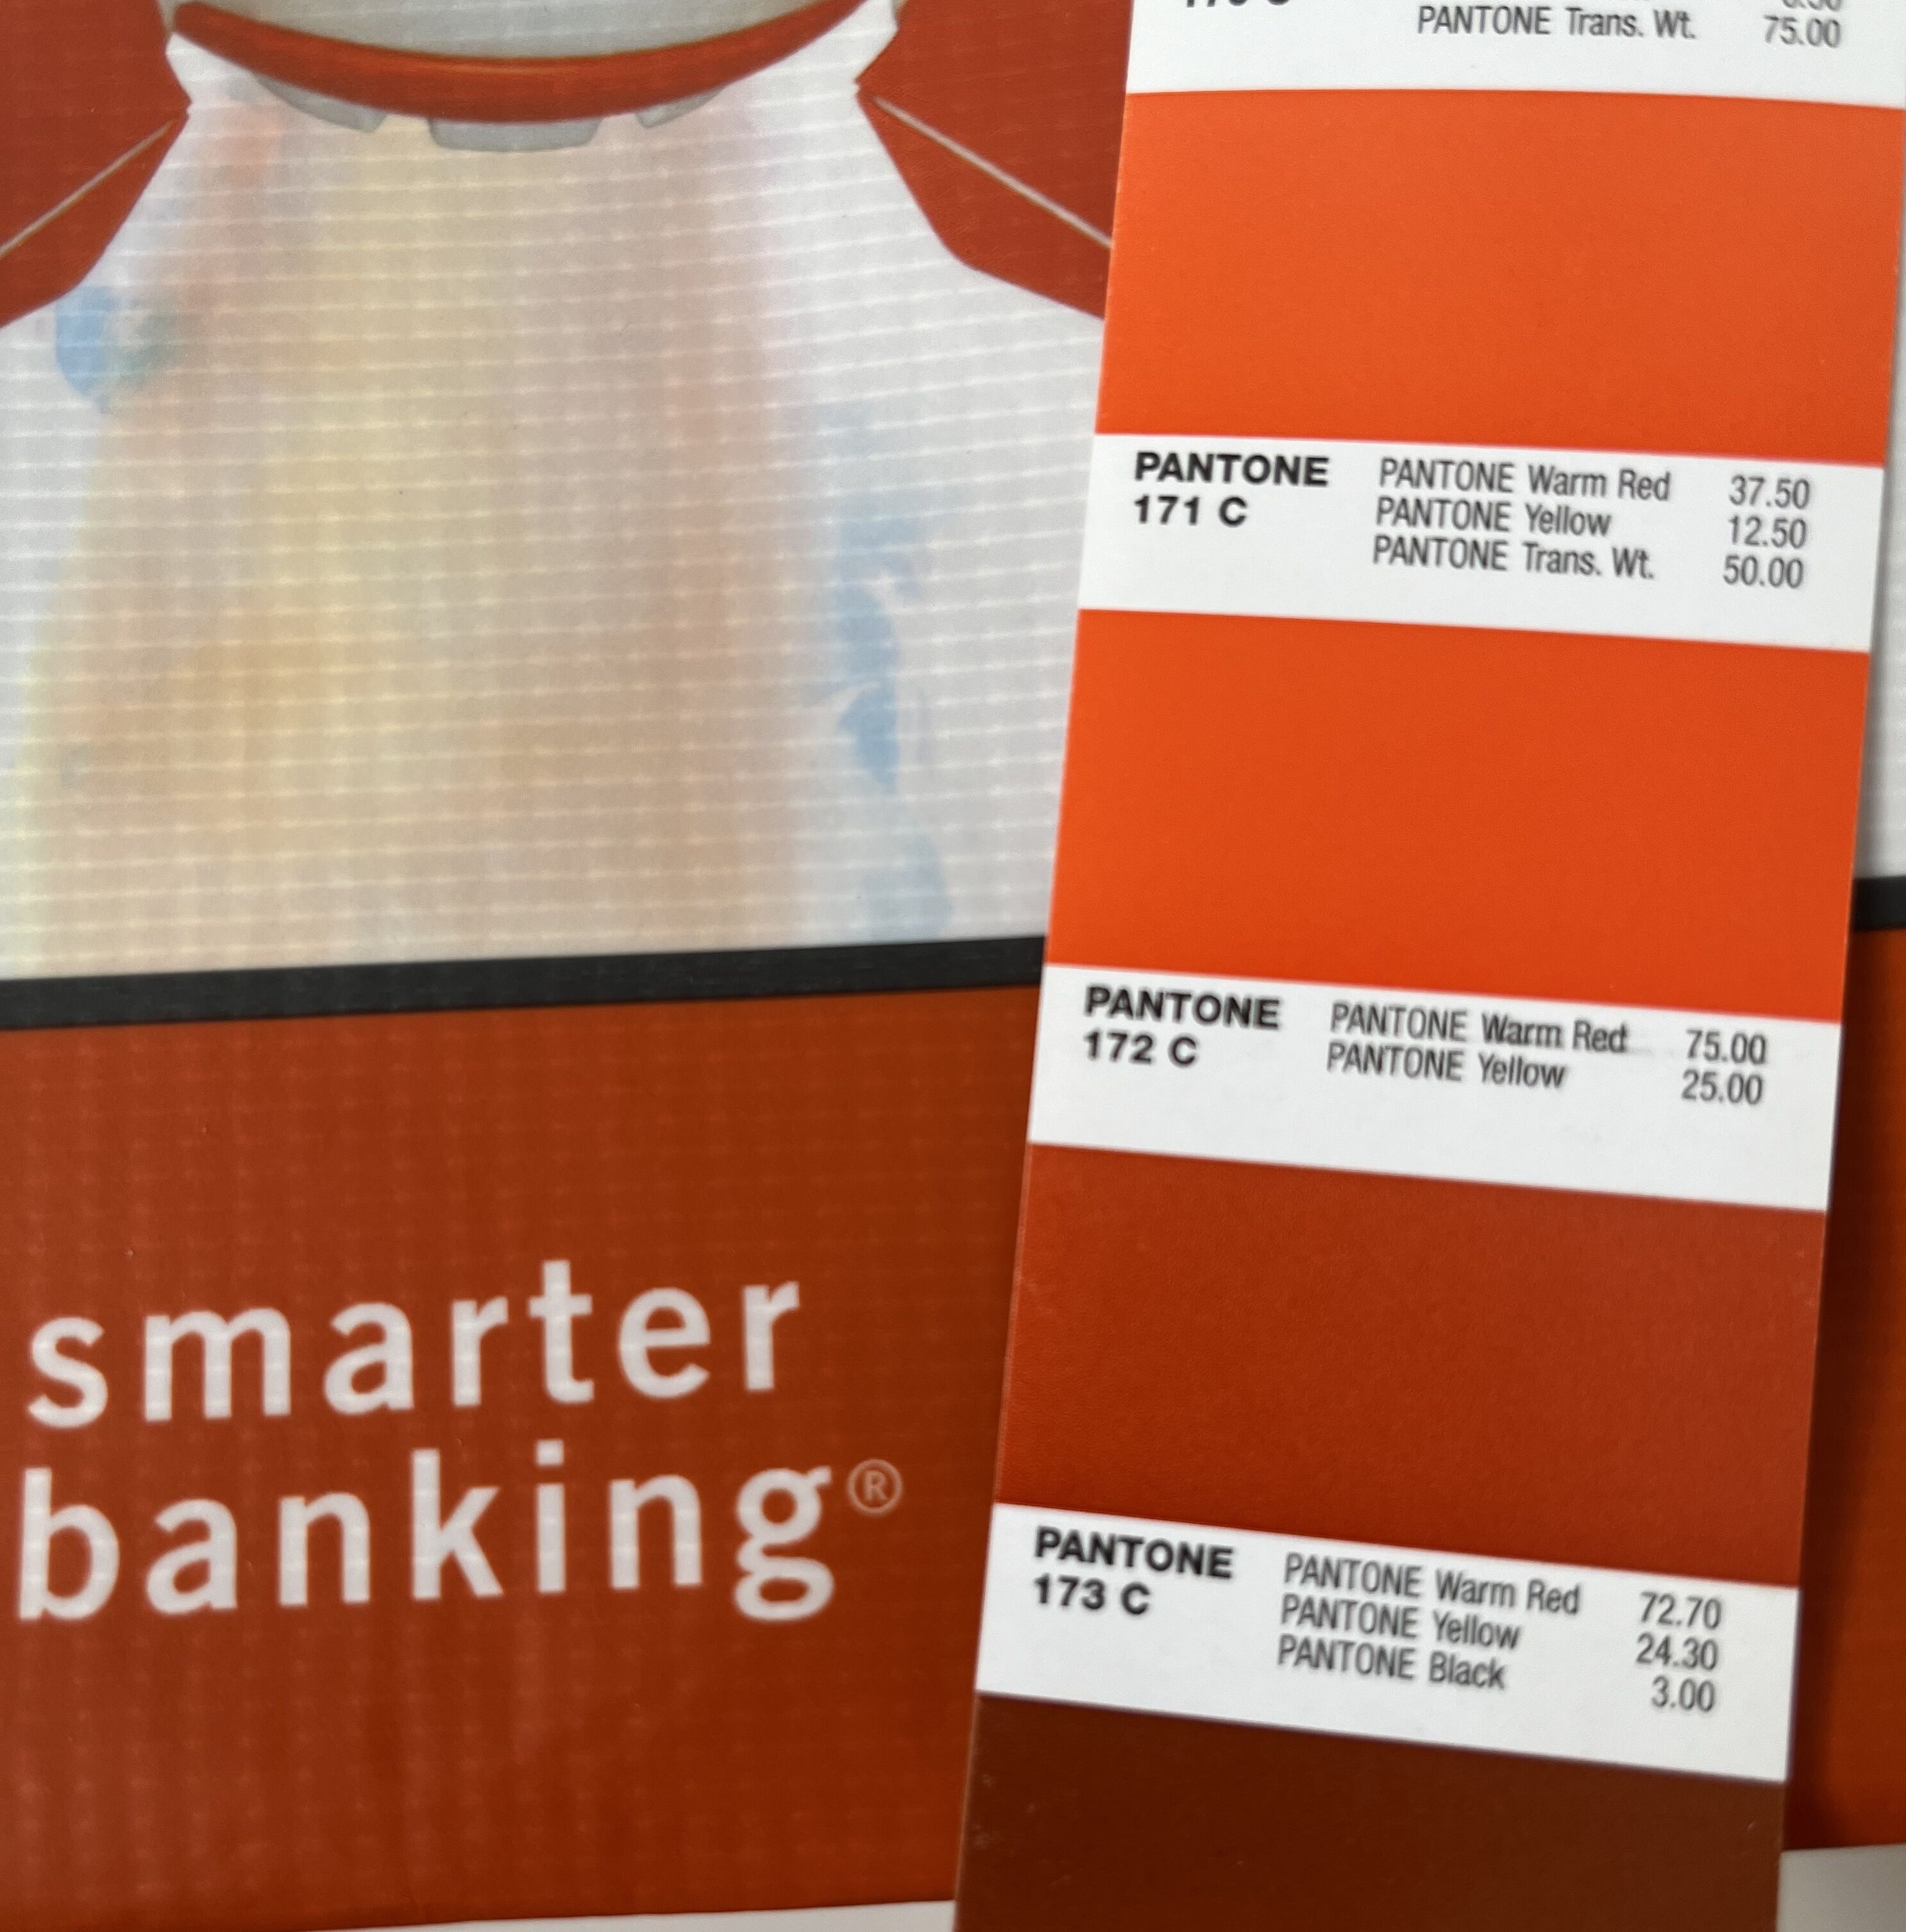 PANTONE Trans. Wt. 75.00
PANTONE PANTONE Warm Red 37.50
171 C PANTONE Yellow 12.50
PANTONE Trans. Wt. 50.00
PANTONE PANTONE Warm Red 75.00
172 C PANTONE Yellow 25.00
PANTONE PANTONE Warm Red 72.70
173 C PANTONE Yellow 24.30
PANTONE Black 3.00
smarter
banking®